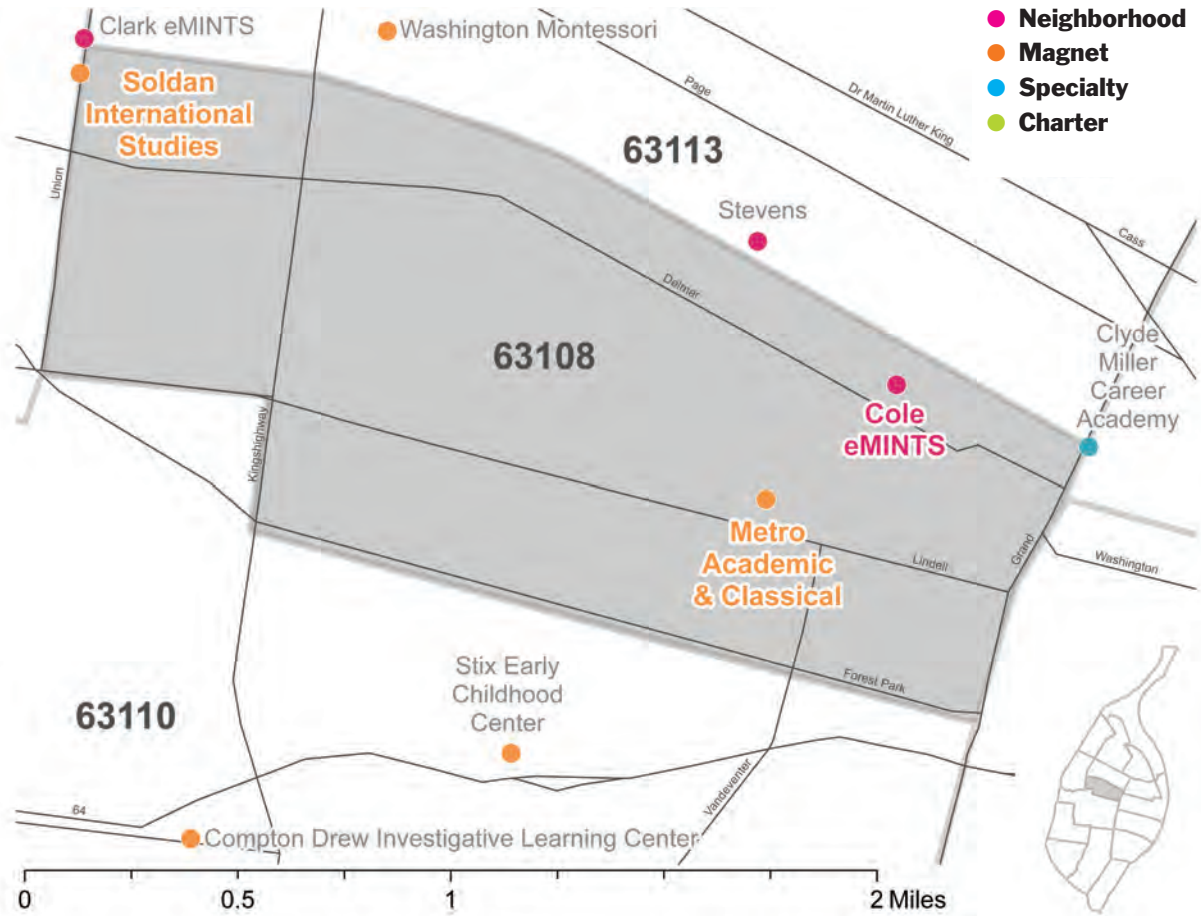 Clark eMINTS
Washington Montessori
Neighborhood
Magnet
Specialty
Charter
Soldan
International
Studies
Page
Dr Martin Luther King
63113
Union
Stevens
Cass
Delmer
Clyde
Miller
Career
Academy
63108
Cole
eMINTS
Kingshighway
Metro
Academic
& Classical
Lindell
Grand
Washington
Stix Early
Childhood
Center
Forest Park
63110
Vandeventer
64
Compton Drew Investigative Learning Center
0 0.5 1 2 Miles